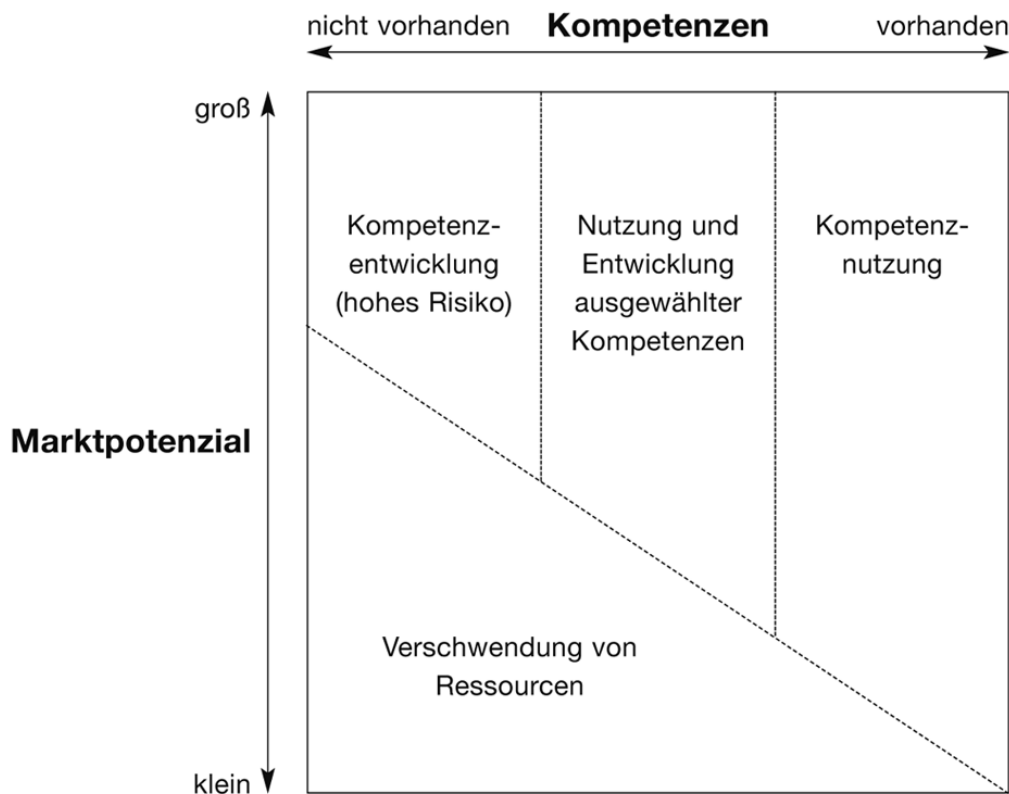 nicht vorhanden Kompetenzen vorhanden
groß
Kompetenz-
entwicklung
(hohes Risiko)
Nutzung und
Entwicklung
ausgewählter
Kompetenzen
Kompetenz-
nutzung
Marktpotenzial
Verschwendung von
Ressourcen
klein